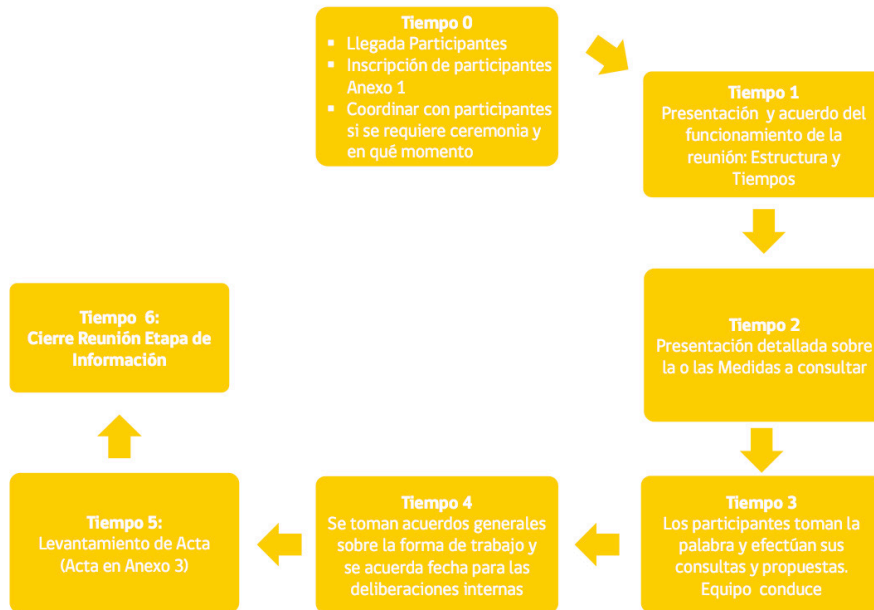 Tiempo 0
▪ Llegada Participantes
▪ Inscripción de participantes
Anexo 1
▪ Coordinar con participantes
si se requiere ceremonia y
en qué momento
Tiempo 1
Presentación y acuerdo del
funcionamiento de la
reunión: Estructura y
Tiempos
Tiempo 2
Presentación detallada sobre
la o las Medidas a consultar
Tiempo 3
Los participantes toman la
palabra y efectúan sus
consultas y propuestas.
Equipo conduce
Tiempo 4
Se toman acuerdos generales
sobre la forma de trabajo y
se acuerda fecha para las
deliberaciones internas
Tiempo 5:
Levantamiento de Acta
(Acta en Anexo 3)
Tiempo 6:
Cierre Reunión Etapa de
Información